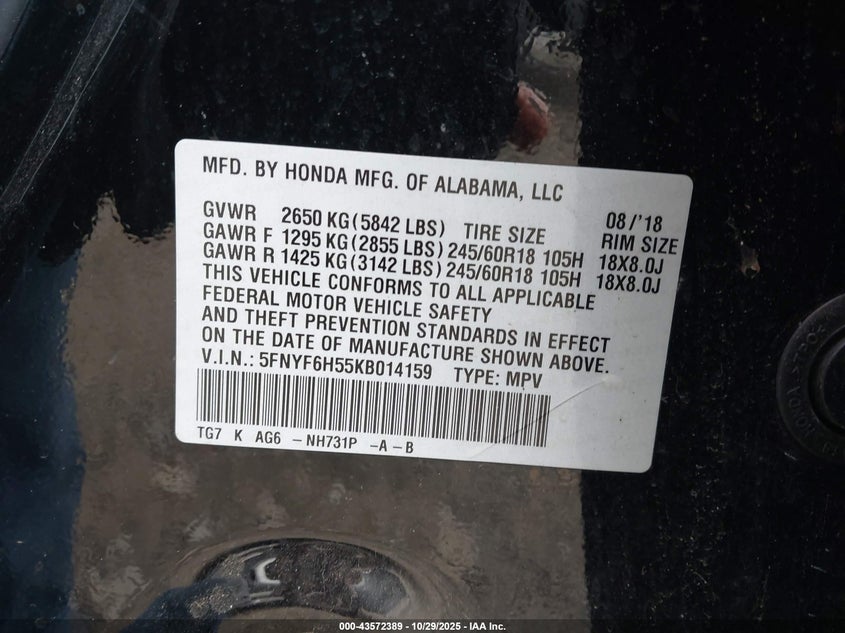 MFD. BY HONDA MFG. OF ALABAMA, LLC
08/'18
GVWR 2650 KG(5842 LBS) TIRE SIZE RIM SIZE
GAWR F 1295 KG(2855 LBS) 245/60R18 105H 18X8.0J
GAWR R 1425 KG(3142 LBS) 245/60R18 105H 18X8.0J
THIS VEHICLE CONFORMS TO ALL APPLICABLE
FEDERAL MOTOR VEHICLE SAFETY
AND THEFT PREVENTION STANDARDS IN EFFECT
ON THE DATE OF MANUFACTURE SHOWN ABOVE.
V.I.N.: 5FNYF6H55KB014159 TYPE: MPV
TG7 K AG6 – NH731P –A–B
000-43572389 - 10/29/2025 - IAA Inc.